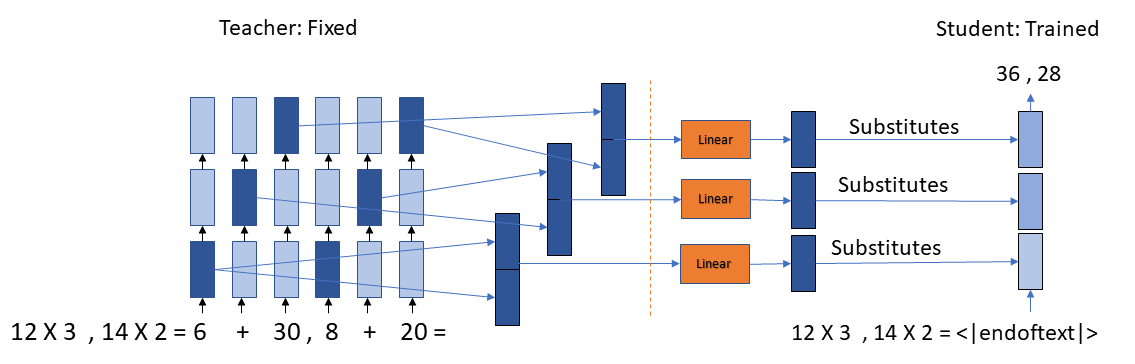 Teacher: Fixed
Student: Trained
36 , 28
Linear
Substitutes
Linear
Substitutes
Linear
Substitutes
12 X 3 , 14 X 2 = 6 + 30 , 8 + 20 =
12 X 3 , 14 X 2 = <|endoftext|>